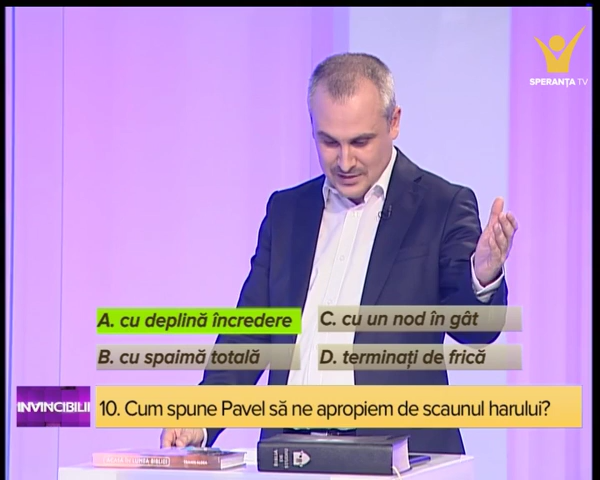 SPERANȚA TV
A. cu deplină încredere
C. cu un nod în gât
B. cu spaimă totală
D. terminați de frică
INVINCIBILII
10. Cum spune Pavel să ne apropiem de scaunul harului?
BIBLIEI